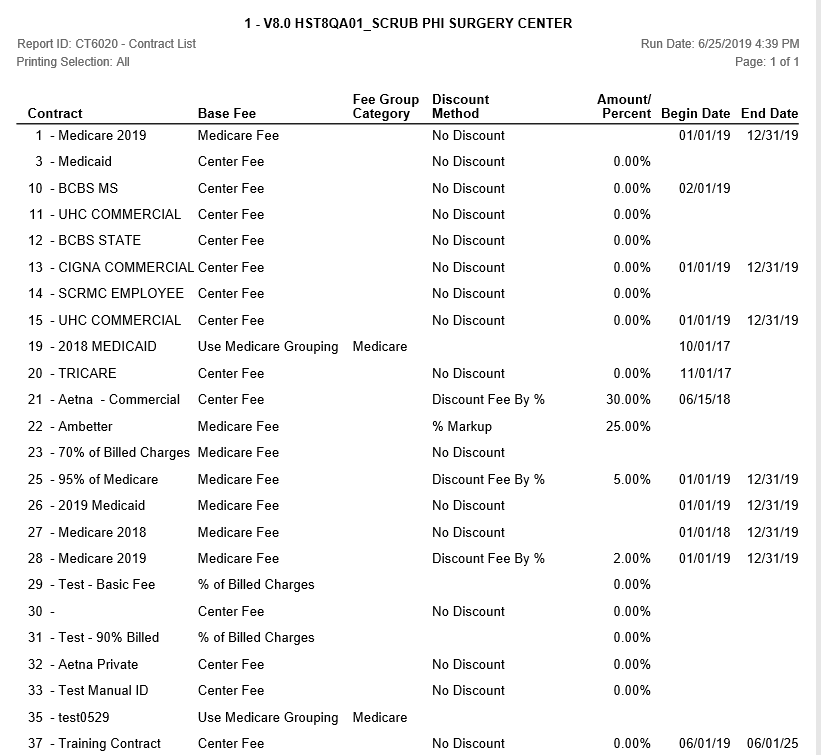 1 - V8.0 HST8QA01_SCRUB PHI SURGERY CENTER
Report ID: CT6020 - Contract List Run Date: 6/25/2019 4:39 PM
Printing Selection: All Page: 1 of 1
Fee Group Discount Amount/
Contract Base Fee Category Method Percent Begin Date End Date
1 - Medicare 2019 Medicare Fee No Discount 01/01/19 12/31/19
3 - Medicaid Center Fee No Discount 0.00%
10 - BCBS MS Center Fee No Discount 0.00% 02/01/19
11 - UHC COMMERCIAL Center Fee No Discount 0.00%
12 - BCBS STATE Center Fee No Discount 0.00%
13 - CIGNA COMMERCIAL Center Fee No Discount 0.00% 01/01/19 12/31/19
14 - SCRMC EMPLOYEE Center Fee No Discount 0.00%
15 - UHC COMMERCIAL Center Fee No Discount 0.00% 01/01/19 12/31/19
19 - 2018 MEDICAID Use Medicare Grouping Medicare 10/01/17
20 - TRICARE Center Fee No Discount 0.00% 11/01/17
21 - Aetna - Commercial Center Fee Discount Fee By % 30.00% 06/15/18
22 - Ambetter Medicare Fee % Markup 25.00%
23 - 70% of Billed Charges Medicare Fee No Discount
25 - 95% of Medicare Medicare Fee Discount Fee By % 5.00% 01/01/19 12/31/19
26 - 2019 Medicaid Medicare Fee No Discount 01/01/19 12/31/19
27 - Medicare 2018 Medicare Fee No Discount 01/01/18 12/31/19
28 - Medicare 2019 Medicare Fee Discount Fee By % 2.00% 01/01/19 12/31/19
29 - Test - Basic Fee % of Billed Charges 0.00%
30 - Center Fee No Discount 0.00%
31 - Test - 90% Billed % of Billed Charges 0.00%
32 - Aetna Private Center Fee No Discount 0.00%
33 - Test Manual ID Center Fee No Discount 0.00%
35 - test0529 Use Medicare Grouping Medicare
37 - Training Contract Center Fee No Discount 0.00% 06/01/19 06/01/25